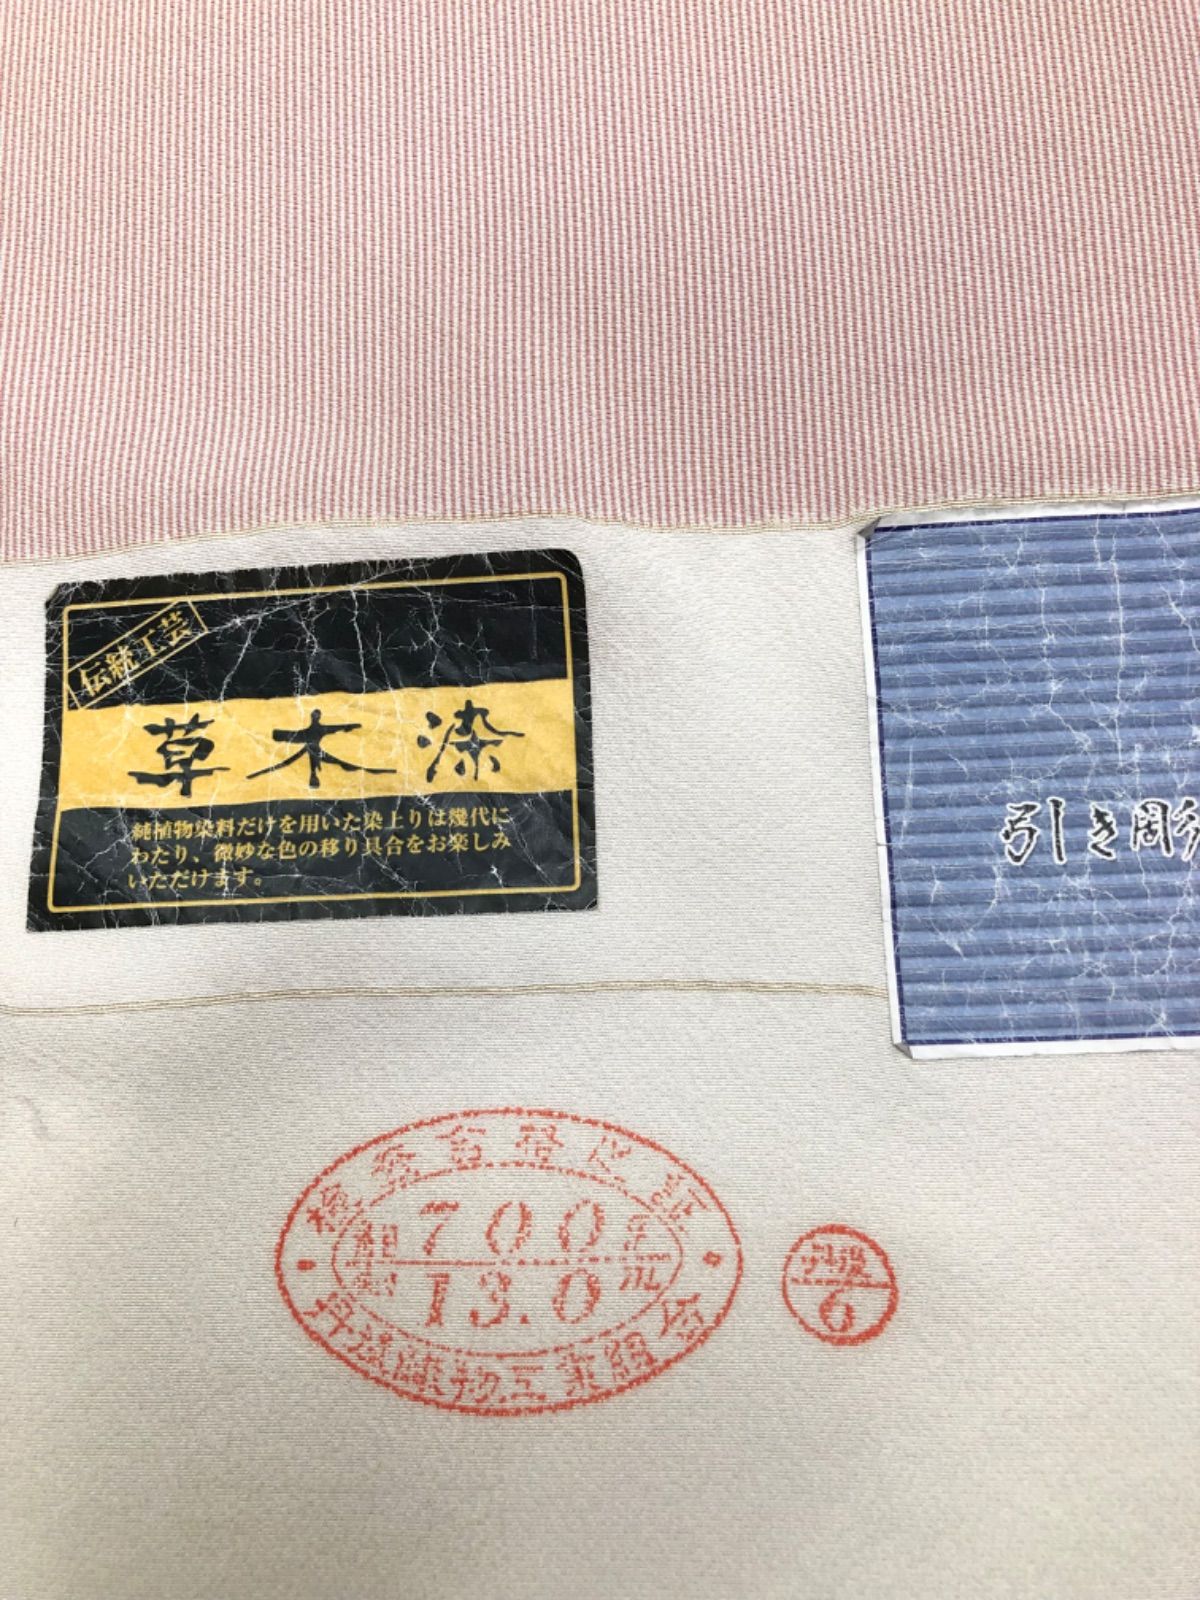 伝統工芸
草木染
純植物染料だけを用いた染上りは幾代に
わたり、微妙な色の移り具合をお楽しみ
いただけます。
引き周
検査合格之証
700
13.0
丹後織物工業組合
丹後
6